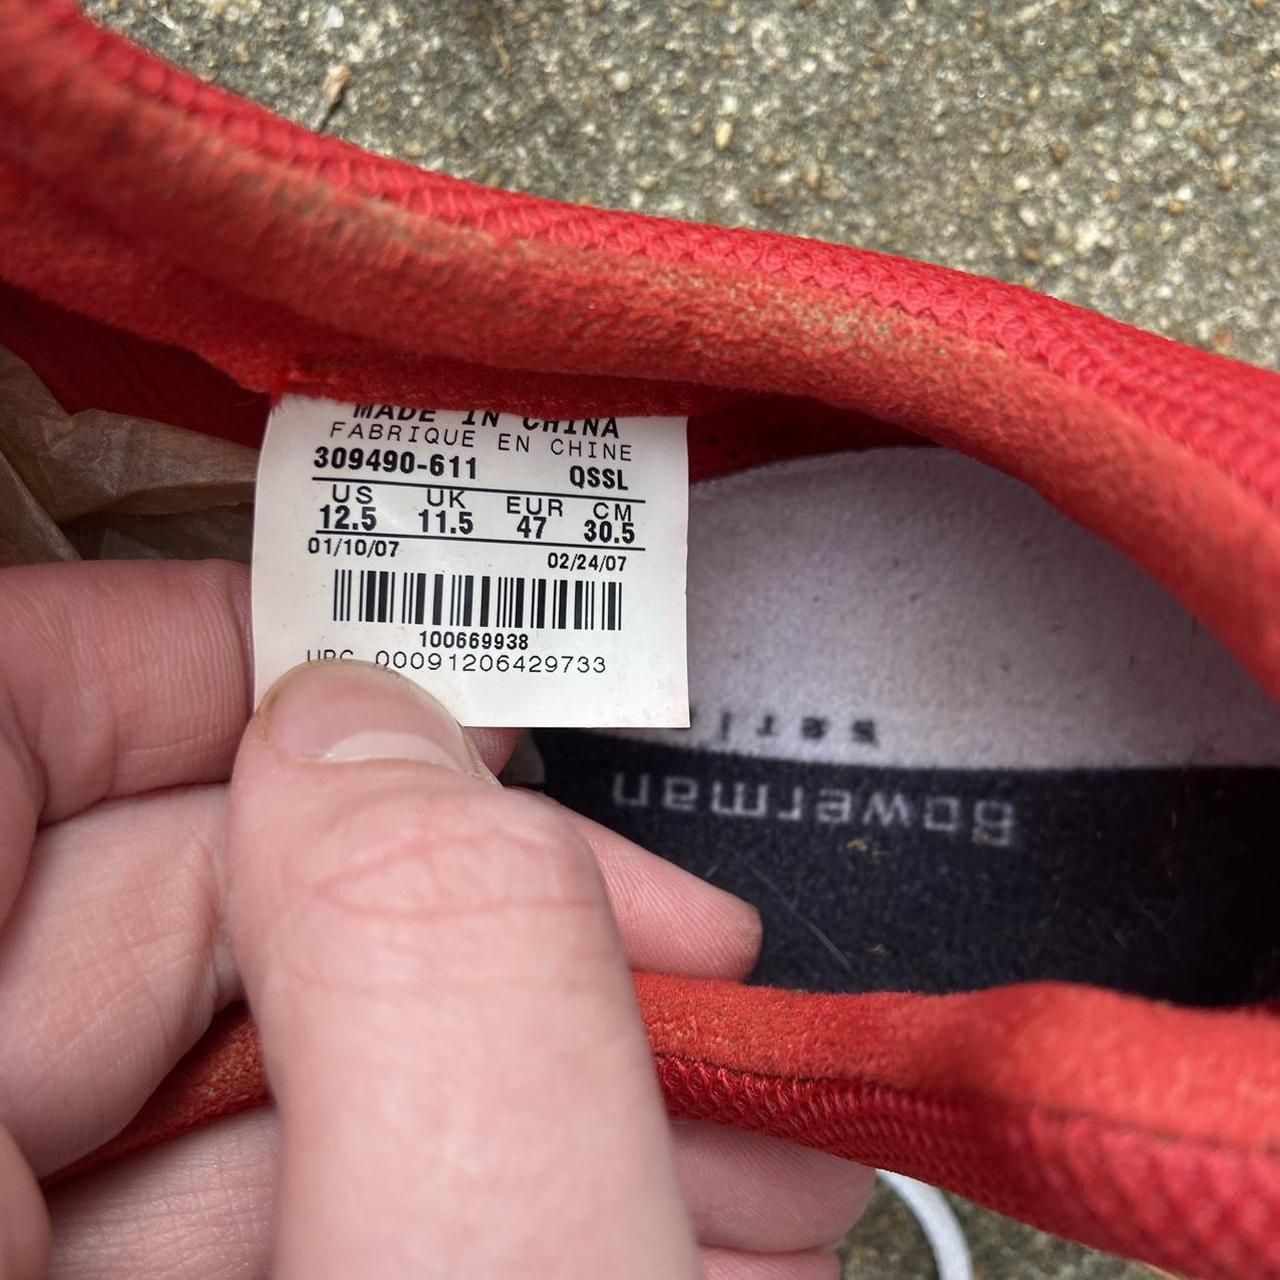 MADE IN CHINA
FABRIQUE EN CHINE
309490-611 QSSL
US UK EUR CM
12.5 11.5 47 30.5
01/10/07 02/24/07
100669938
UPC 00091206429733
Bowerman